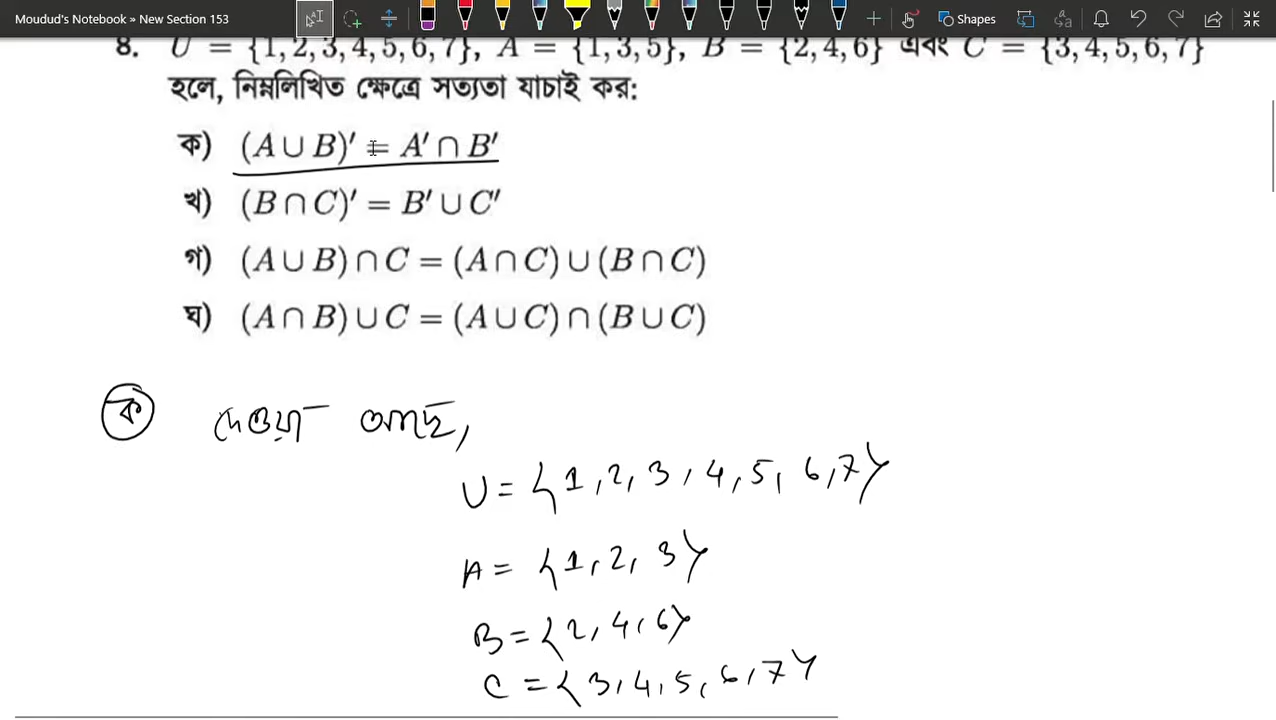 Moudud's Notebook » New Section 153
Shapes
8. U = {1, 2, 3, 4, 5, 6, 7}, A = {1, 3, 5}, B = {2, 4, 6} এবং C = {3, 4, 5, 6, 7}
হলে, নিম্নলিখিত ক্ষেত্রে সত্যতা যাচাই কর:
ক) (A ∪ B)′ = A′ ∩ B′
খ) (B ∩ C)′ = B′ ∪ C′
গ) (A ∪ B) ∩ C = (A ∩ C) ∪ (B ∩ C)
ঘ) (A ∩ B) ∪ C = (A ∪ C) ∩ (B ∪ C)
ক দেওয়া আছে,
U = {1, 2, 3, 4, 5, 6, 7}
A = {1, 2, 3}
B = {2, 4, 6}
C = {3, 4, 5, 6, 7}